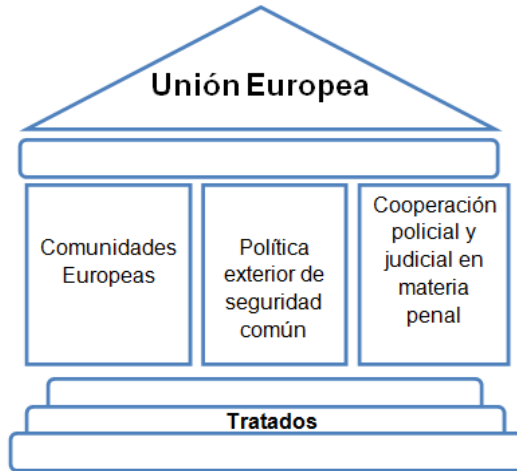 Unión Europea
Comunidades
Europeas
Política
exterior de
seguridad
común
Cooperación
policial y
judicial en
materia
penal
Tratados